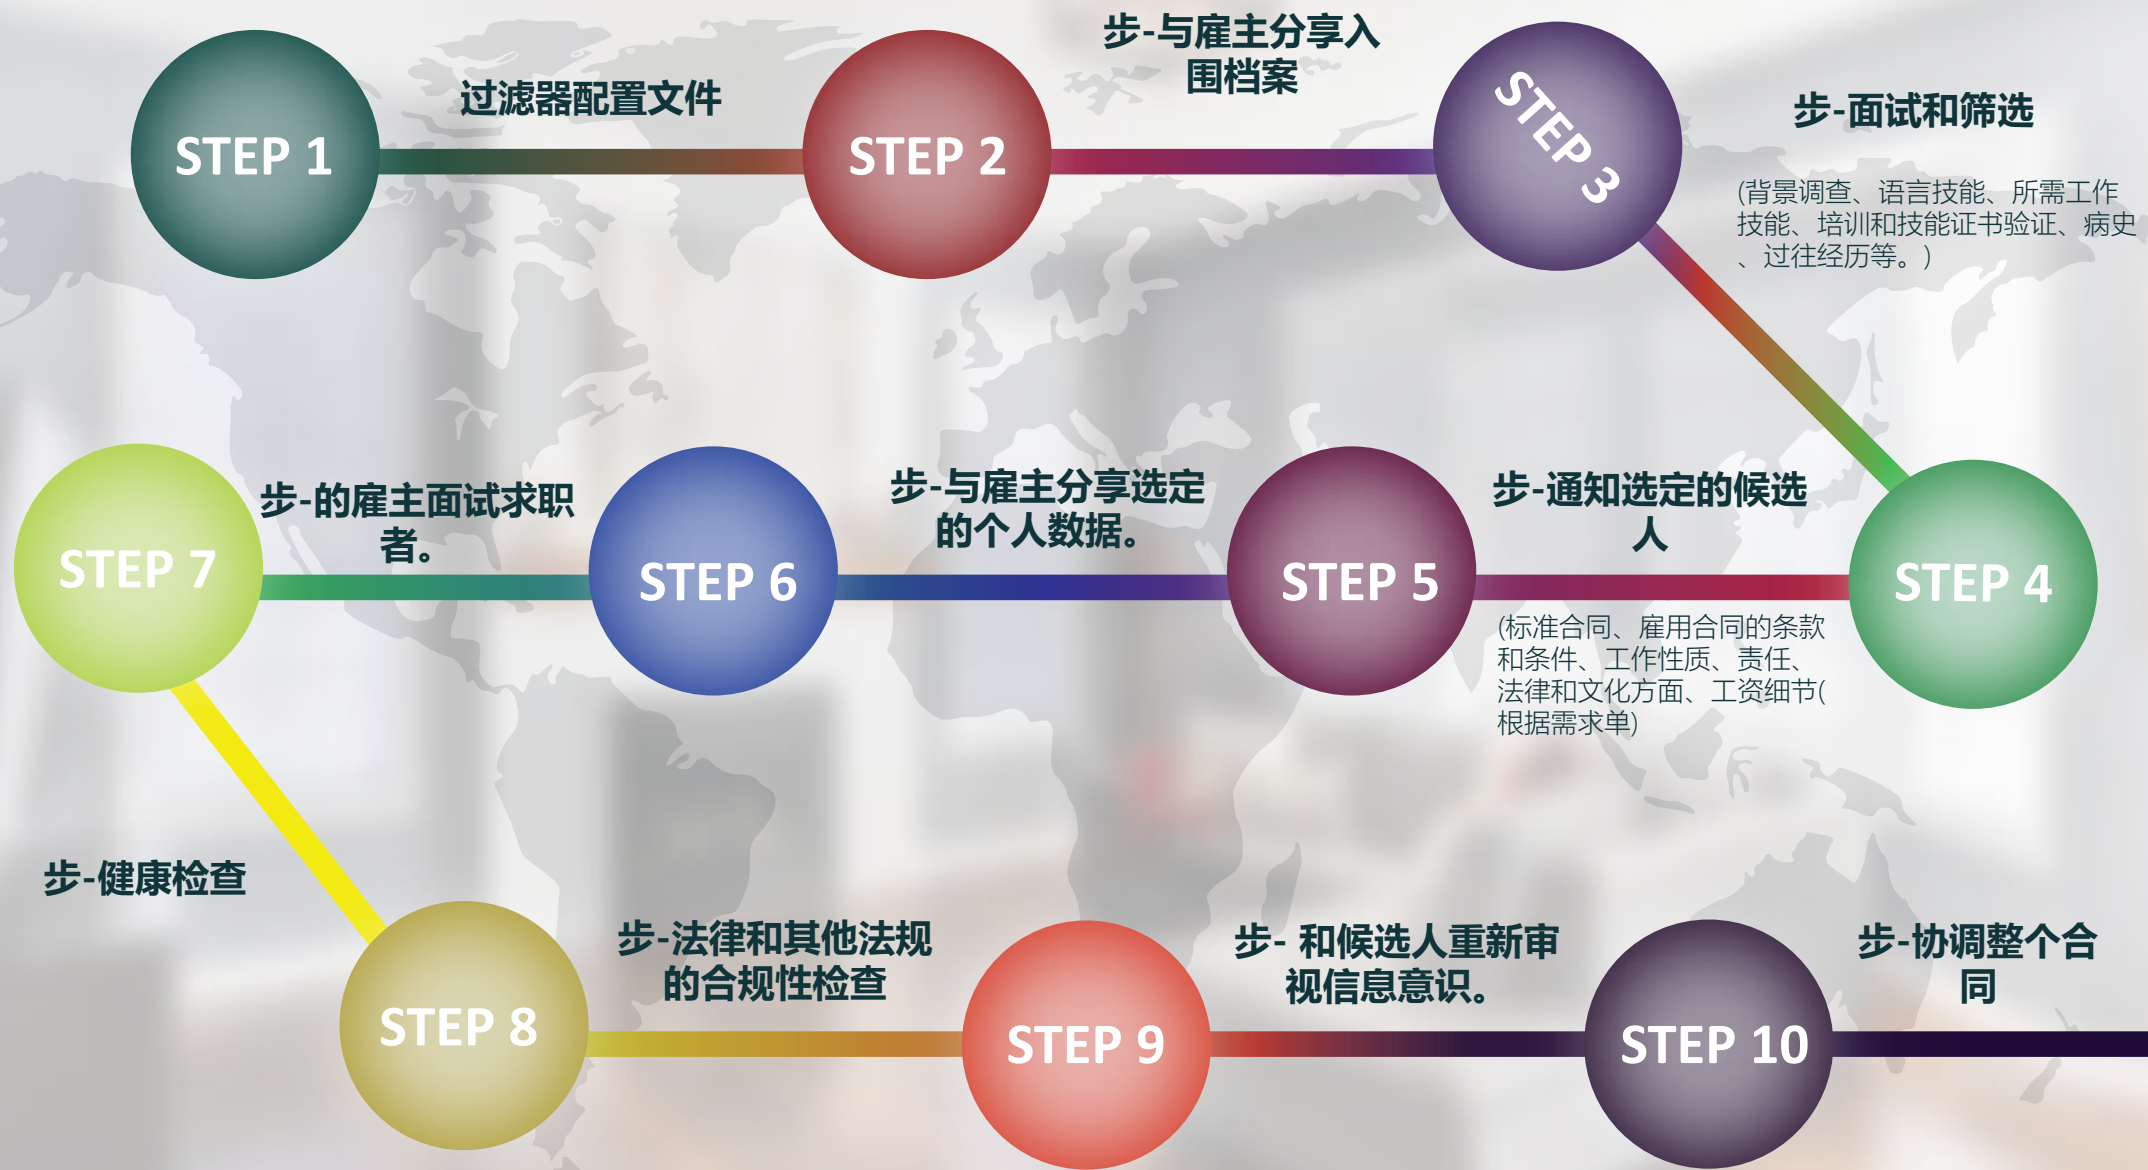 STEP 1
过滤器配置文件
STEP 2
步-与雇主分享入
围档案
STEP 3
步-面试和筛选
(背景调查、语言技能、所需工作
技能、培训和技能证书验证、病史
、过往经历等。)
STEP 4
步-通知选定的候选
人
(标准合同、雇用合同的条款
和条件、工作性质、责任、
法律和文化方面、工资细节(
根据需求单)
STEP 5
步-与雇主分享选定
的个人数据。
STEP 6
步-的雇主面试求职
者。
STEP 7
步-健康检查
STEP 8
步-法律和其他法规
的合规性检查
STEP 9
步- 和候选人重新审
视信息意识。
STEP 10
步-协调整个合
同